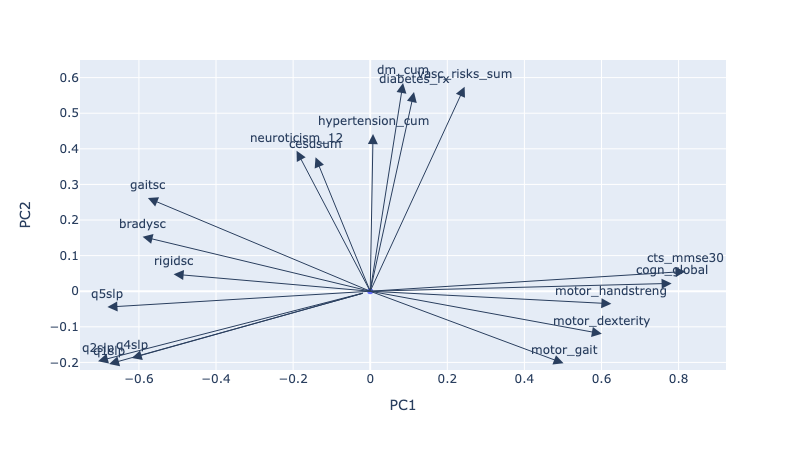 dm_cum
vasc_risks_sum
diabetes_rx
hypertension_cum
neuroticism_12
cesdsum
gaitsc
bradysc
rigidsc
q5slp
q2slp
q1slp
q4slp
cts_mmse30
cogn_global
motor_handstreng
motor_dexterity
motor_gait
0.6
0.5
0.4
0.3
0.2
0.1
0
−0.1
−0.2
PC2
−0.6
−0.4
−0.2
0
0.2
0.4
0.6
0.8
PC1